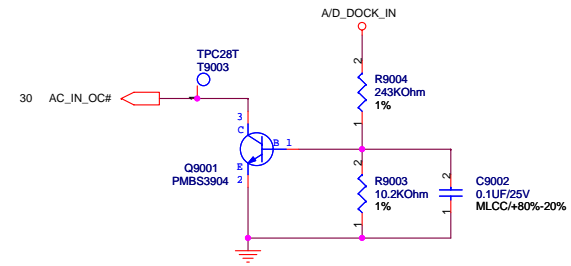 A/D_DOCK_IN
TPC28T
T9003
30 AC_IN_OC#
2
R9004
243KOhm
1%
1
3
C
B 1
E
2
Q9001
PMBS3904
2
R9003
10.2KOhm
1%
1
2
C9002
0.1UF/25V
MLCC/+80%-20%
1